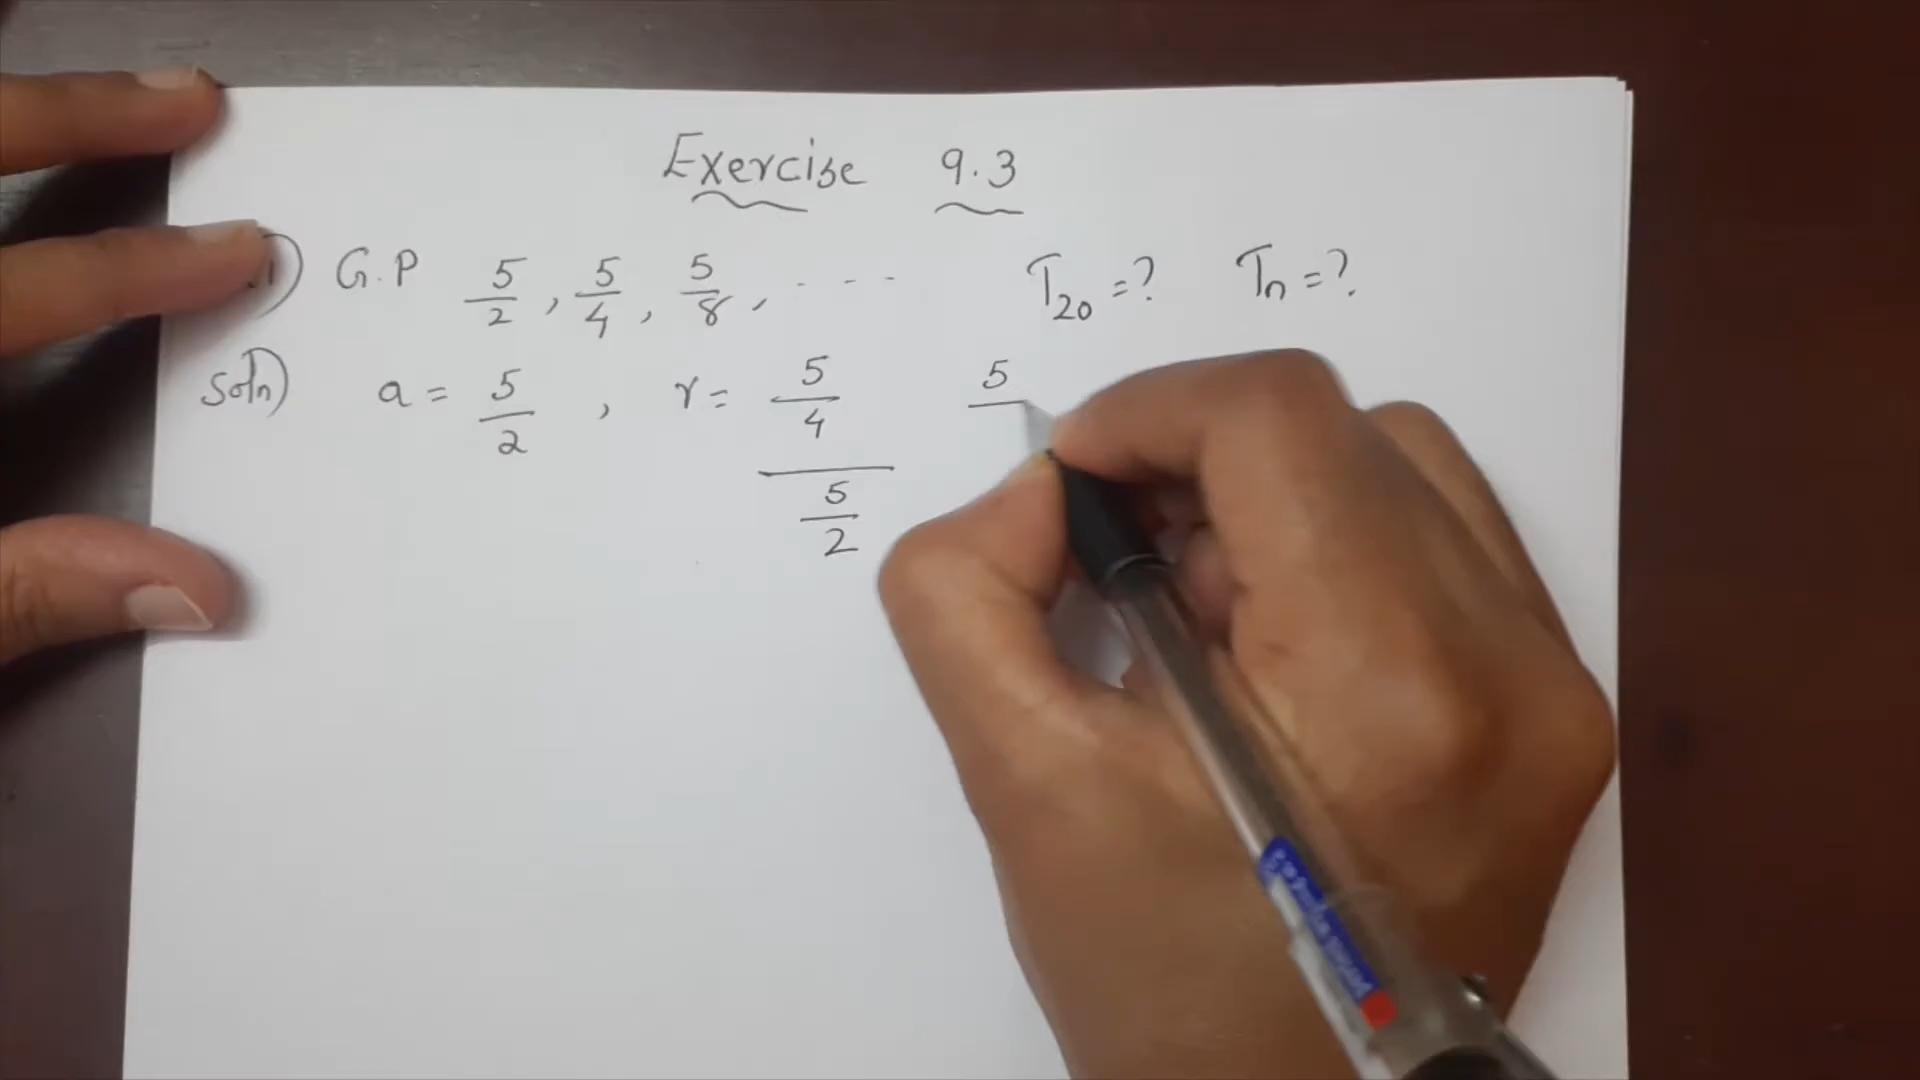 Exercise 9.3
1) G.P 5/2, 5/4, 5/8, - - - T20=? Tn=?
Soln) a = 5/2 , r = 5/4 / 5/2 5/